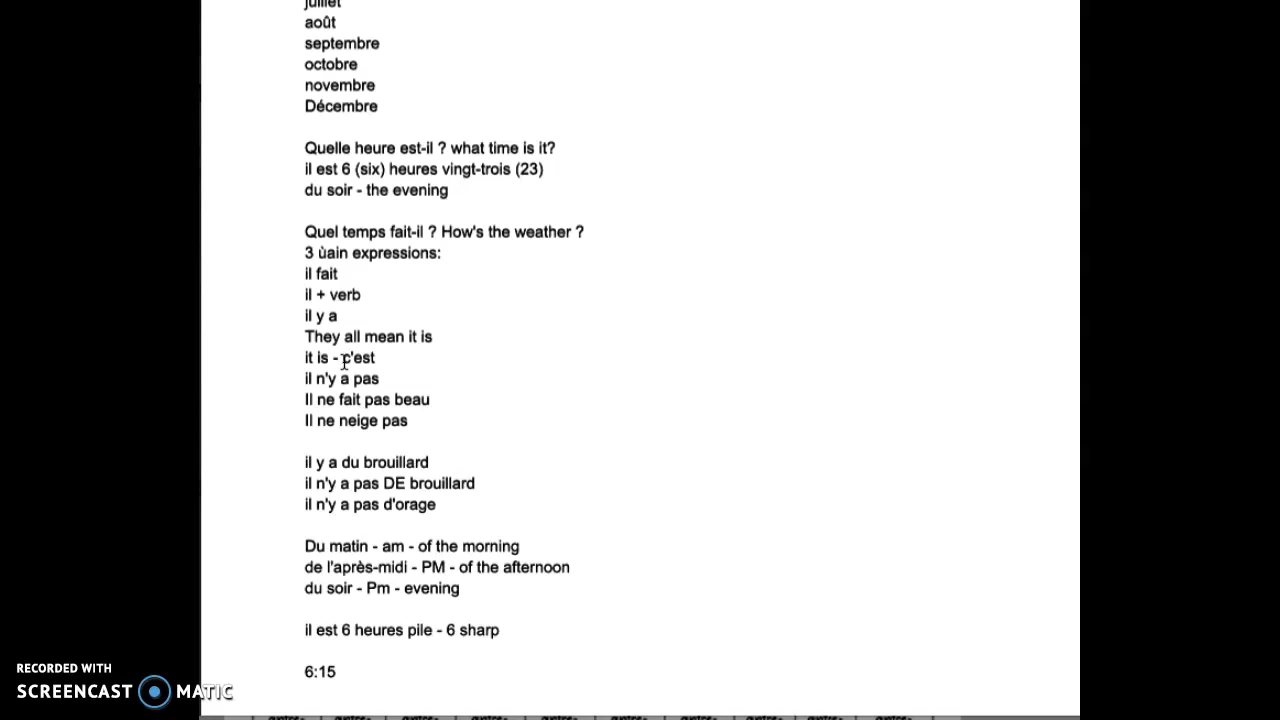 juillet
août
septembre
octobre
novembre
Décembre
Quelle heure est-il ? what time is it?
il est 6 (six) heures vingt-trois (23)
du soir - the evening
Quel temps fait-il ? How's the weather ?
3 ùain expressions:
il fait
il + verb
il y a
They all mean it is
it is - c'est
il n'y a pas
Il ne fait pas beau
Il ne neige pas
il y a du brouillard
il n'y a pas DE brouillard
il n'y a pas d'orage
Du matin - am - of the morning
de l'après-midi - PM - of the afternoon
du soir - Pm - evening
il est 6 heures pile - 6 sharp
6:15
RECORDED WITH
SCREENCAST MATIC